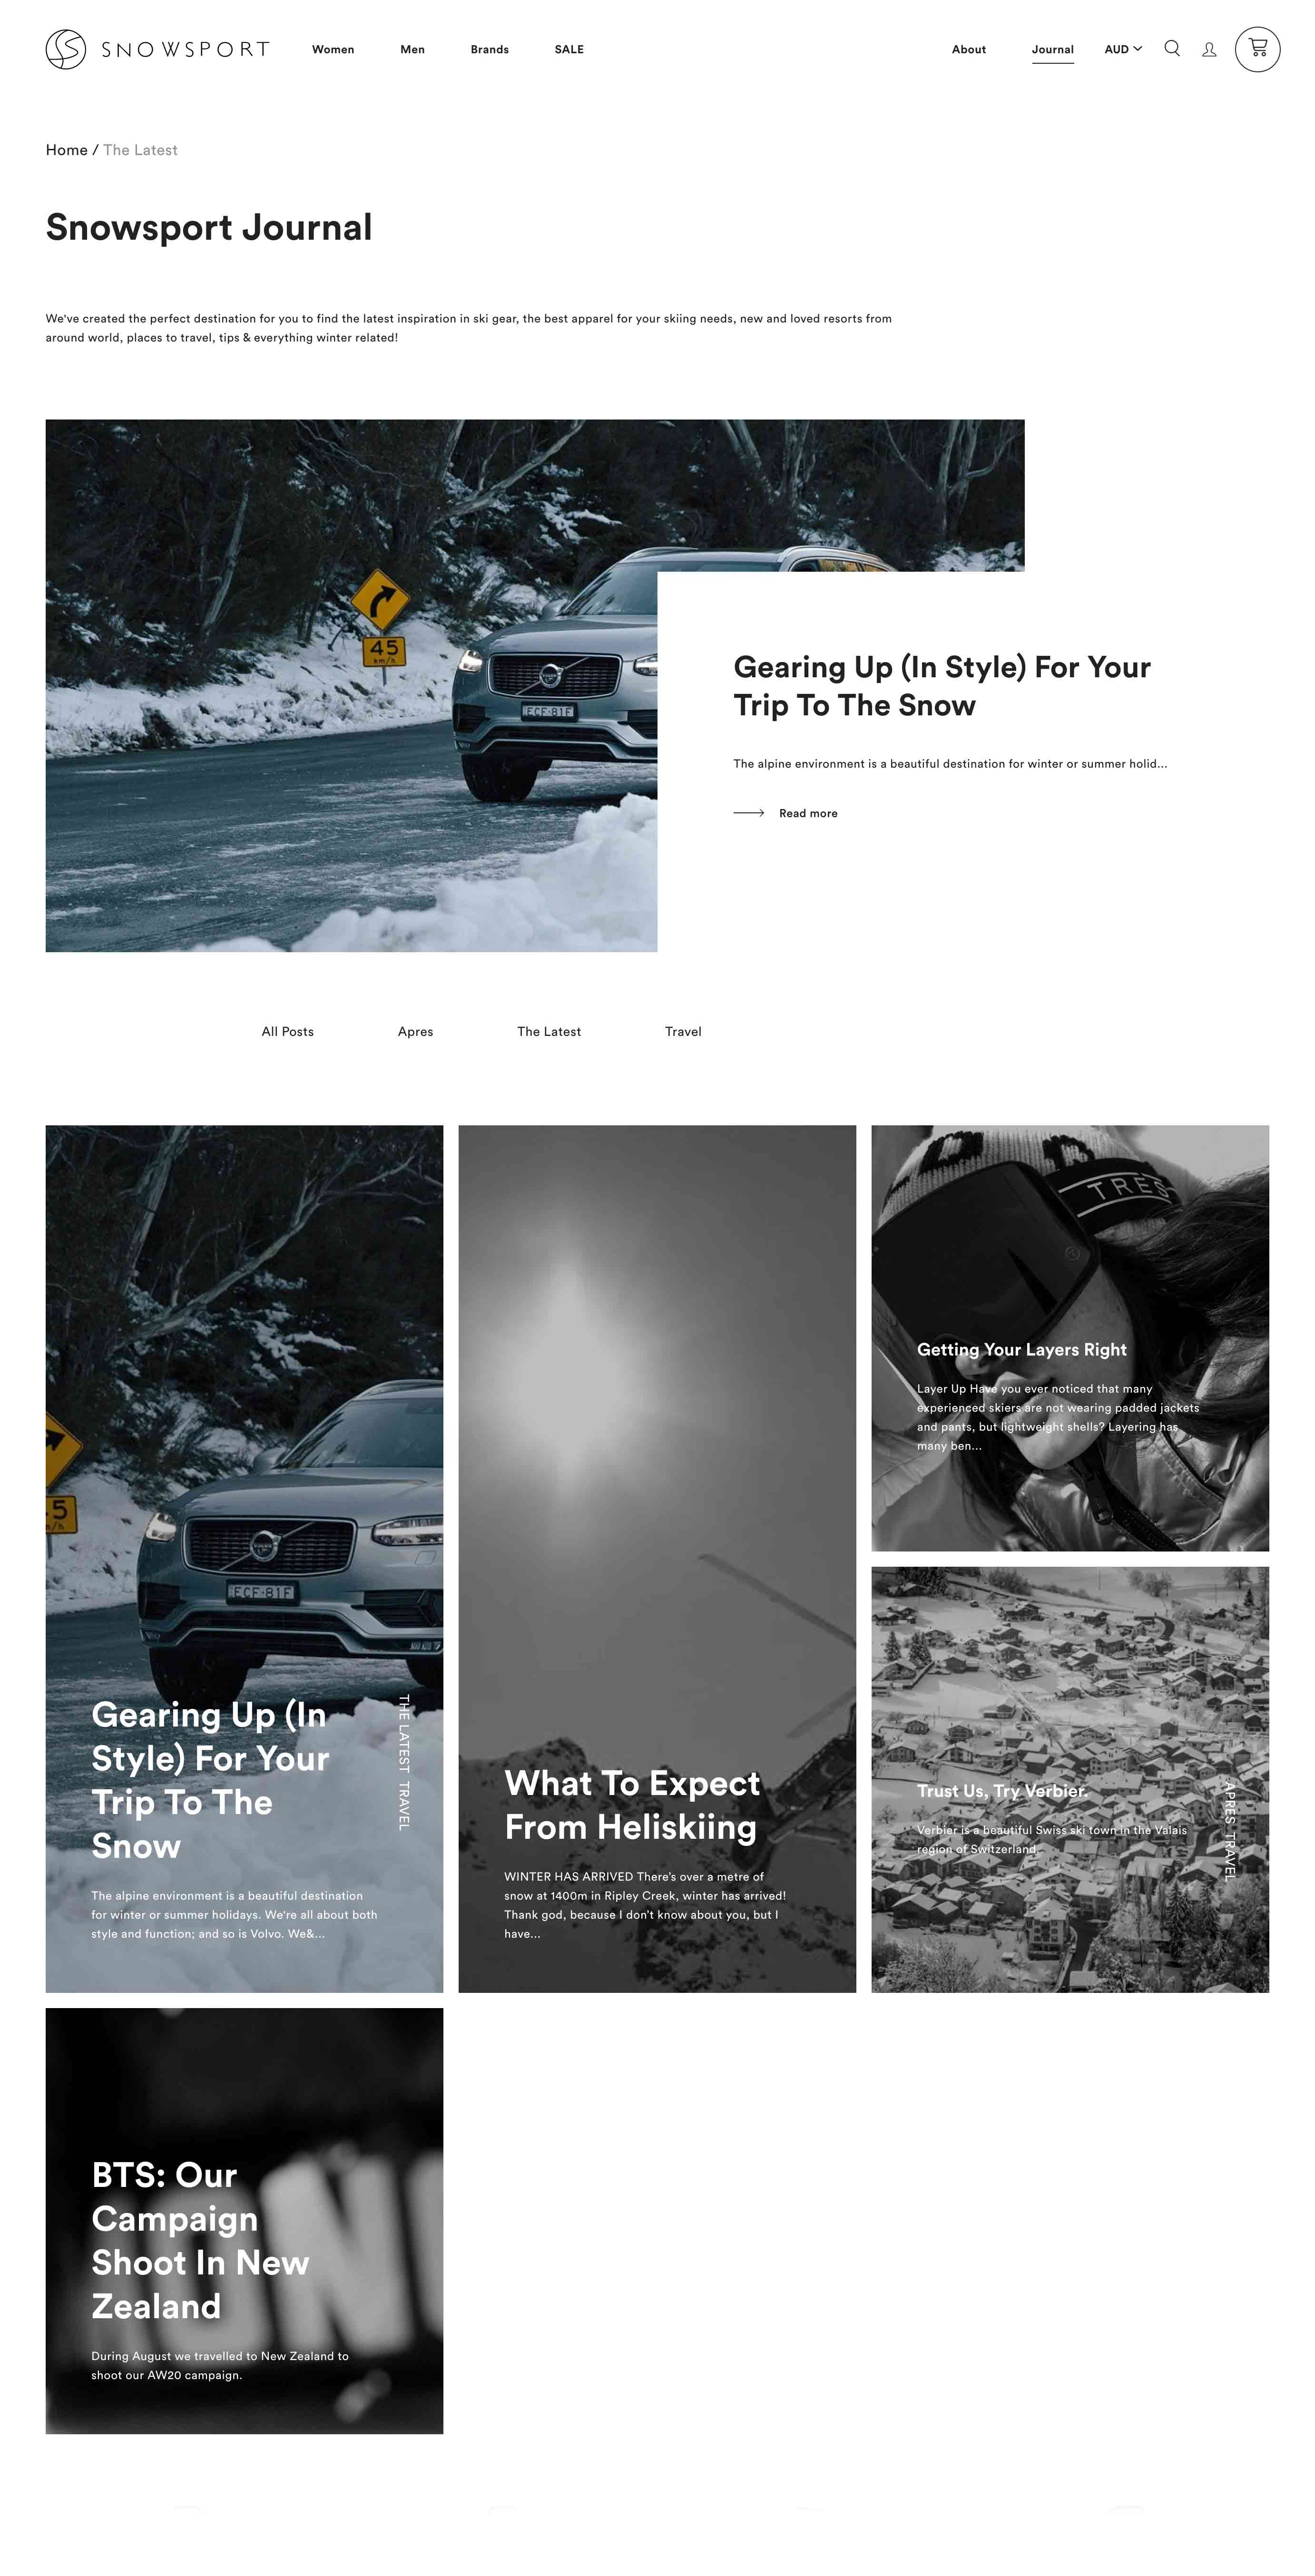 SNOWSPORT
Women Men Brands SALE About Journal AUD
Home / The Latest
Snowsport Journal
We've created the perfect destination for you to find the latest inspiration in ski gear, the best apparel for your skiing needs, new and loved resorts from
around world, places to travel, tips & everything winter related!
45
km/h
ECF·81F
Gearing Up (In Style) For Your
Trip To The Snow
The alpine environment is a beautiful destination for winter or summer holid...
Read more
All Posts Apres The Latest Travel
5
ECF·81F
Gearing Up (In
Style) For Your
Trip To The
Snow
THE LATEST TRAVEL
The alpine environment is a beautiful destination
for winter or summer holidays. We're all about both
style and function; and so is Volvo. We&...
What To Expect
From Heliskiing
WINTER HAS ARRIVED There's over a metre of
snow at 1400m in Ripley Creek, winter has arrived!
Thank god, because I don't know about you, but I
have...
TRES
Getting Your Layers Right
Layer Up Have you ever noticed that many
experienced skiers are not wearing padded jackets
and pants, but lightweight shells? Layering has
many ben...
Trust Us, Try Verbier.
Verbier is a beautiful Swiss ski town in the Valais
region of Switzerland.
APRES TRAVEL
BTS: Our
Campaign
Shoot In New
Zealand
During August we travelled to New Zealand to
shoot our AW20 campaign.